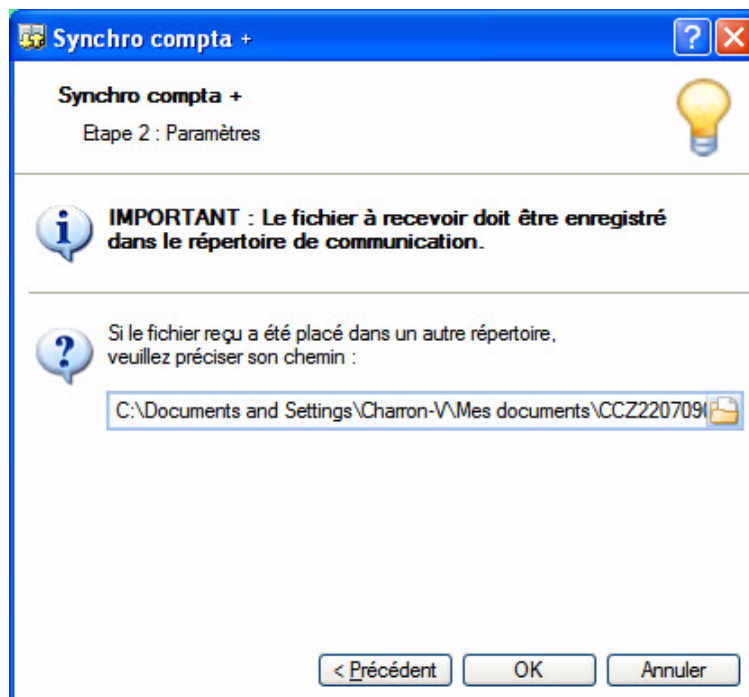 Synchro compta +
Synchro compta +
Etape 2 : Paramètres
IMPORTANT : Le fichier à recevoir doit être enregistré
dans le répertoire de communication.
Si le fichier reçu a été placé dans un autre répertoire,
veuillez préciser son chemin :
C:\Documents and Settings\Charron-V\Mes documents\CCZ2207090
< Précédent
OK
Annuler